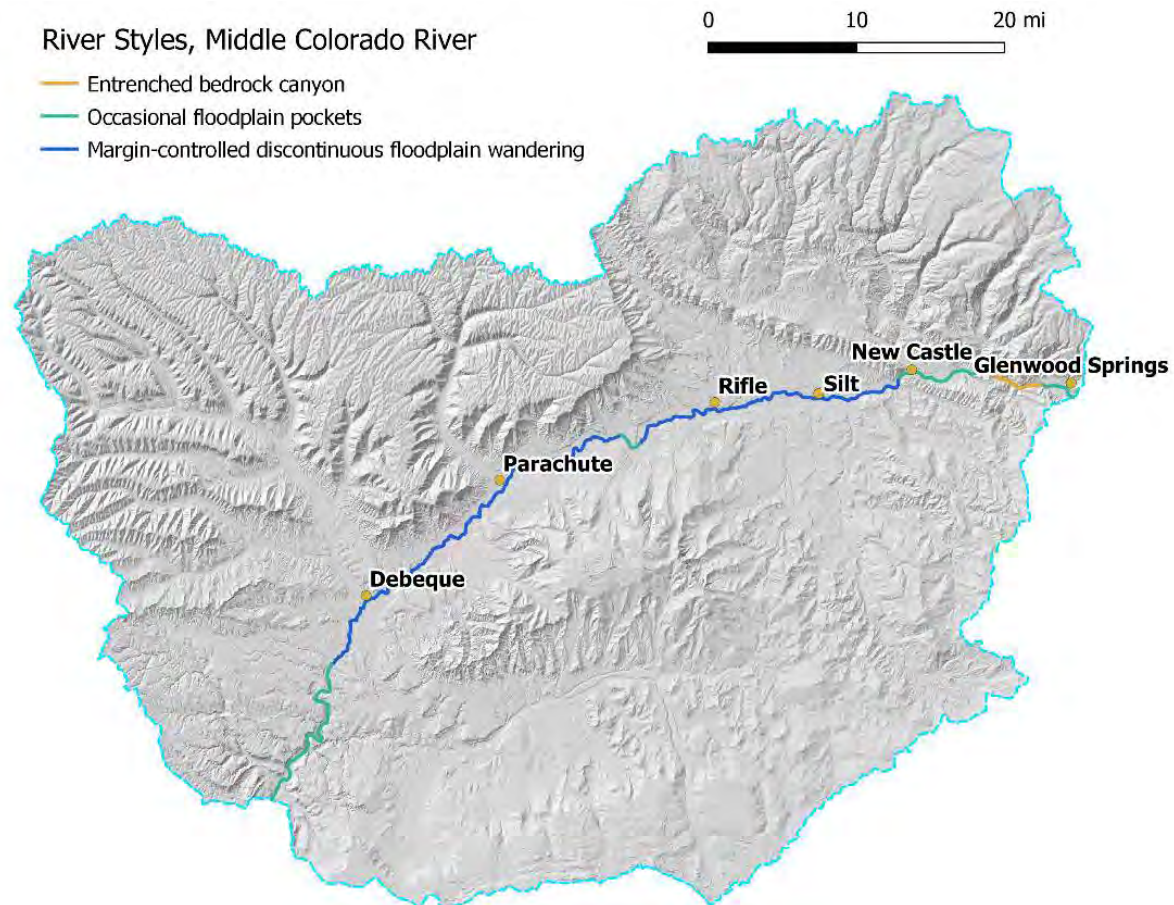 River Styles, Middle Colorado River
0 10 20 mi
Entrenched bedrock canyon
Occasional floodplain pockets
Margin-controlled discontinuous floodplain wandering
New Castle
Glenwood Springs
Rifle
Silt
Parachute
Debeque